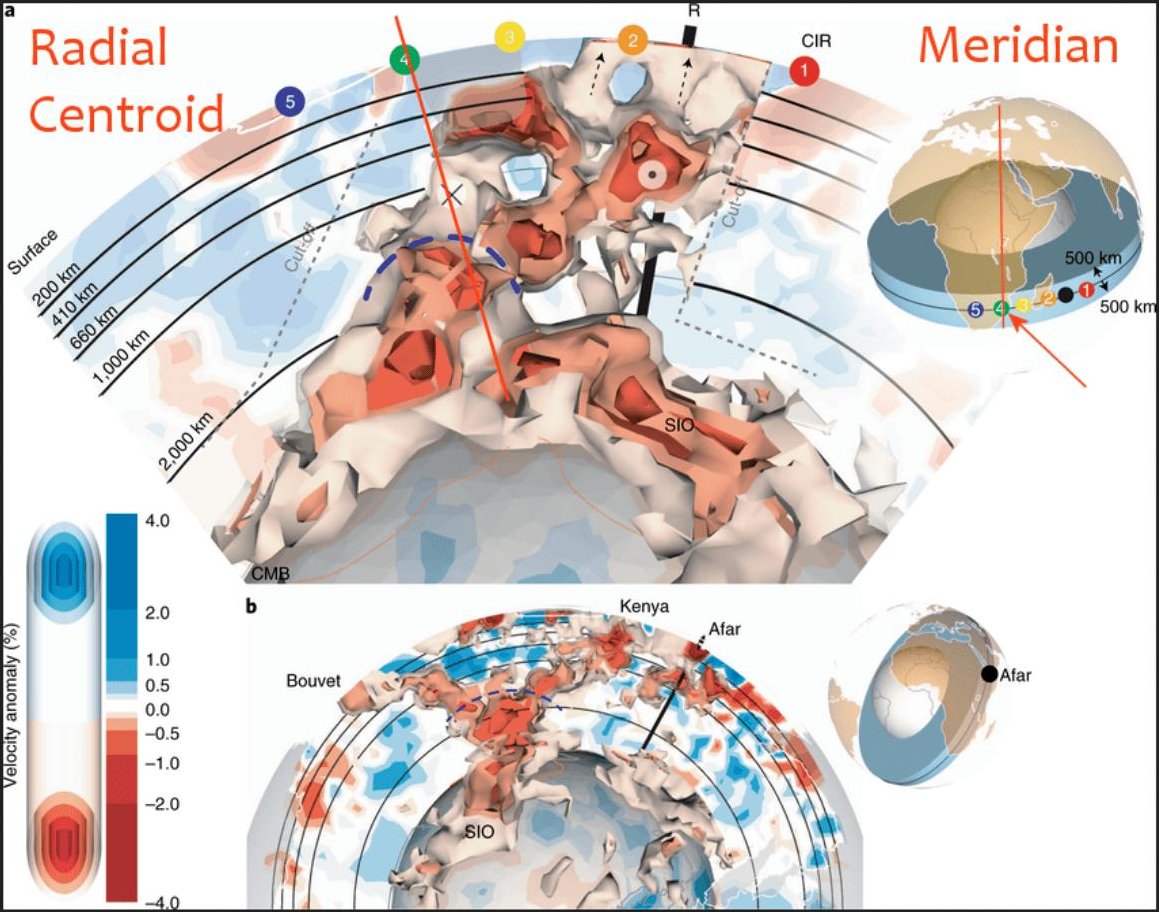 a
Radial
Centroid
R
CIR
Meridian
5
4
3
2
1
Surface
200 km
410 km
660 km
1,000 km
2,000 km
Cut-off
Cut-off
SIO
CMB
500 km
500 km
5
4
3
2
1
Velocity anomaly (%)
4.0
2.0
1.0
0.5
0.0
–0.5
–1.0
–2.0
–4.0
b
Kenya
Afar
Bouvet
SIO
Afar